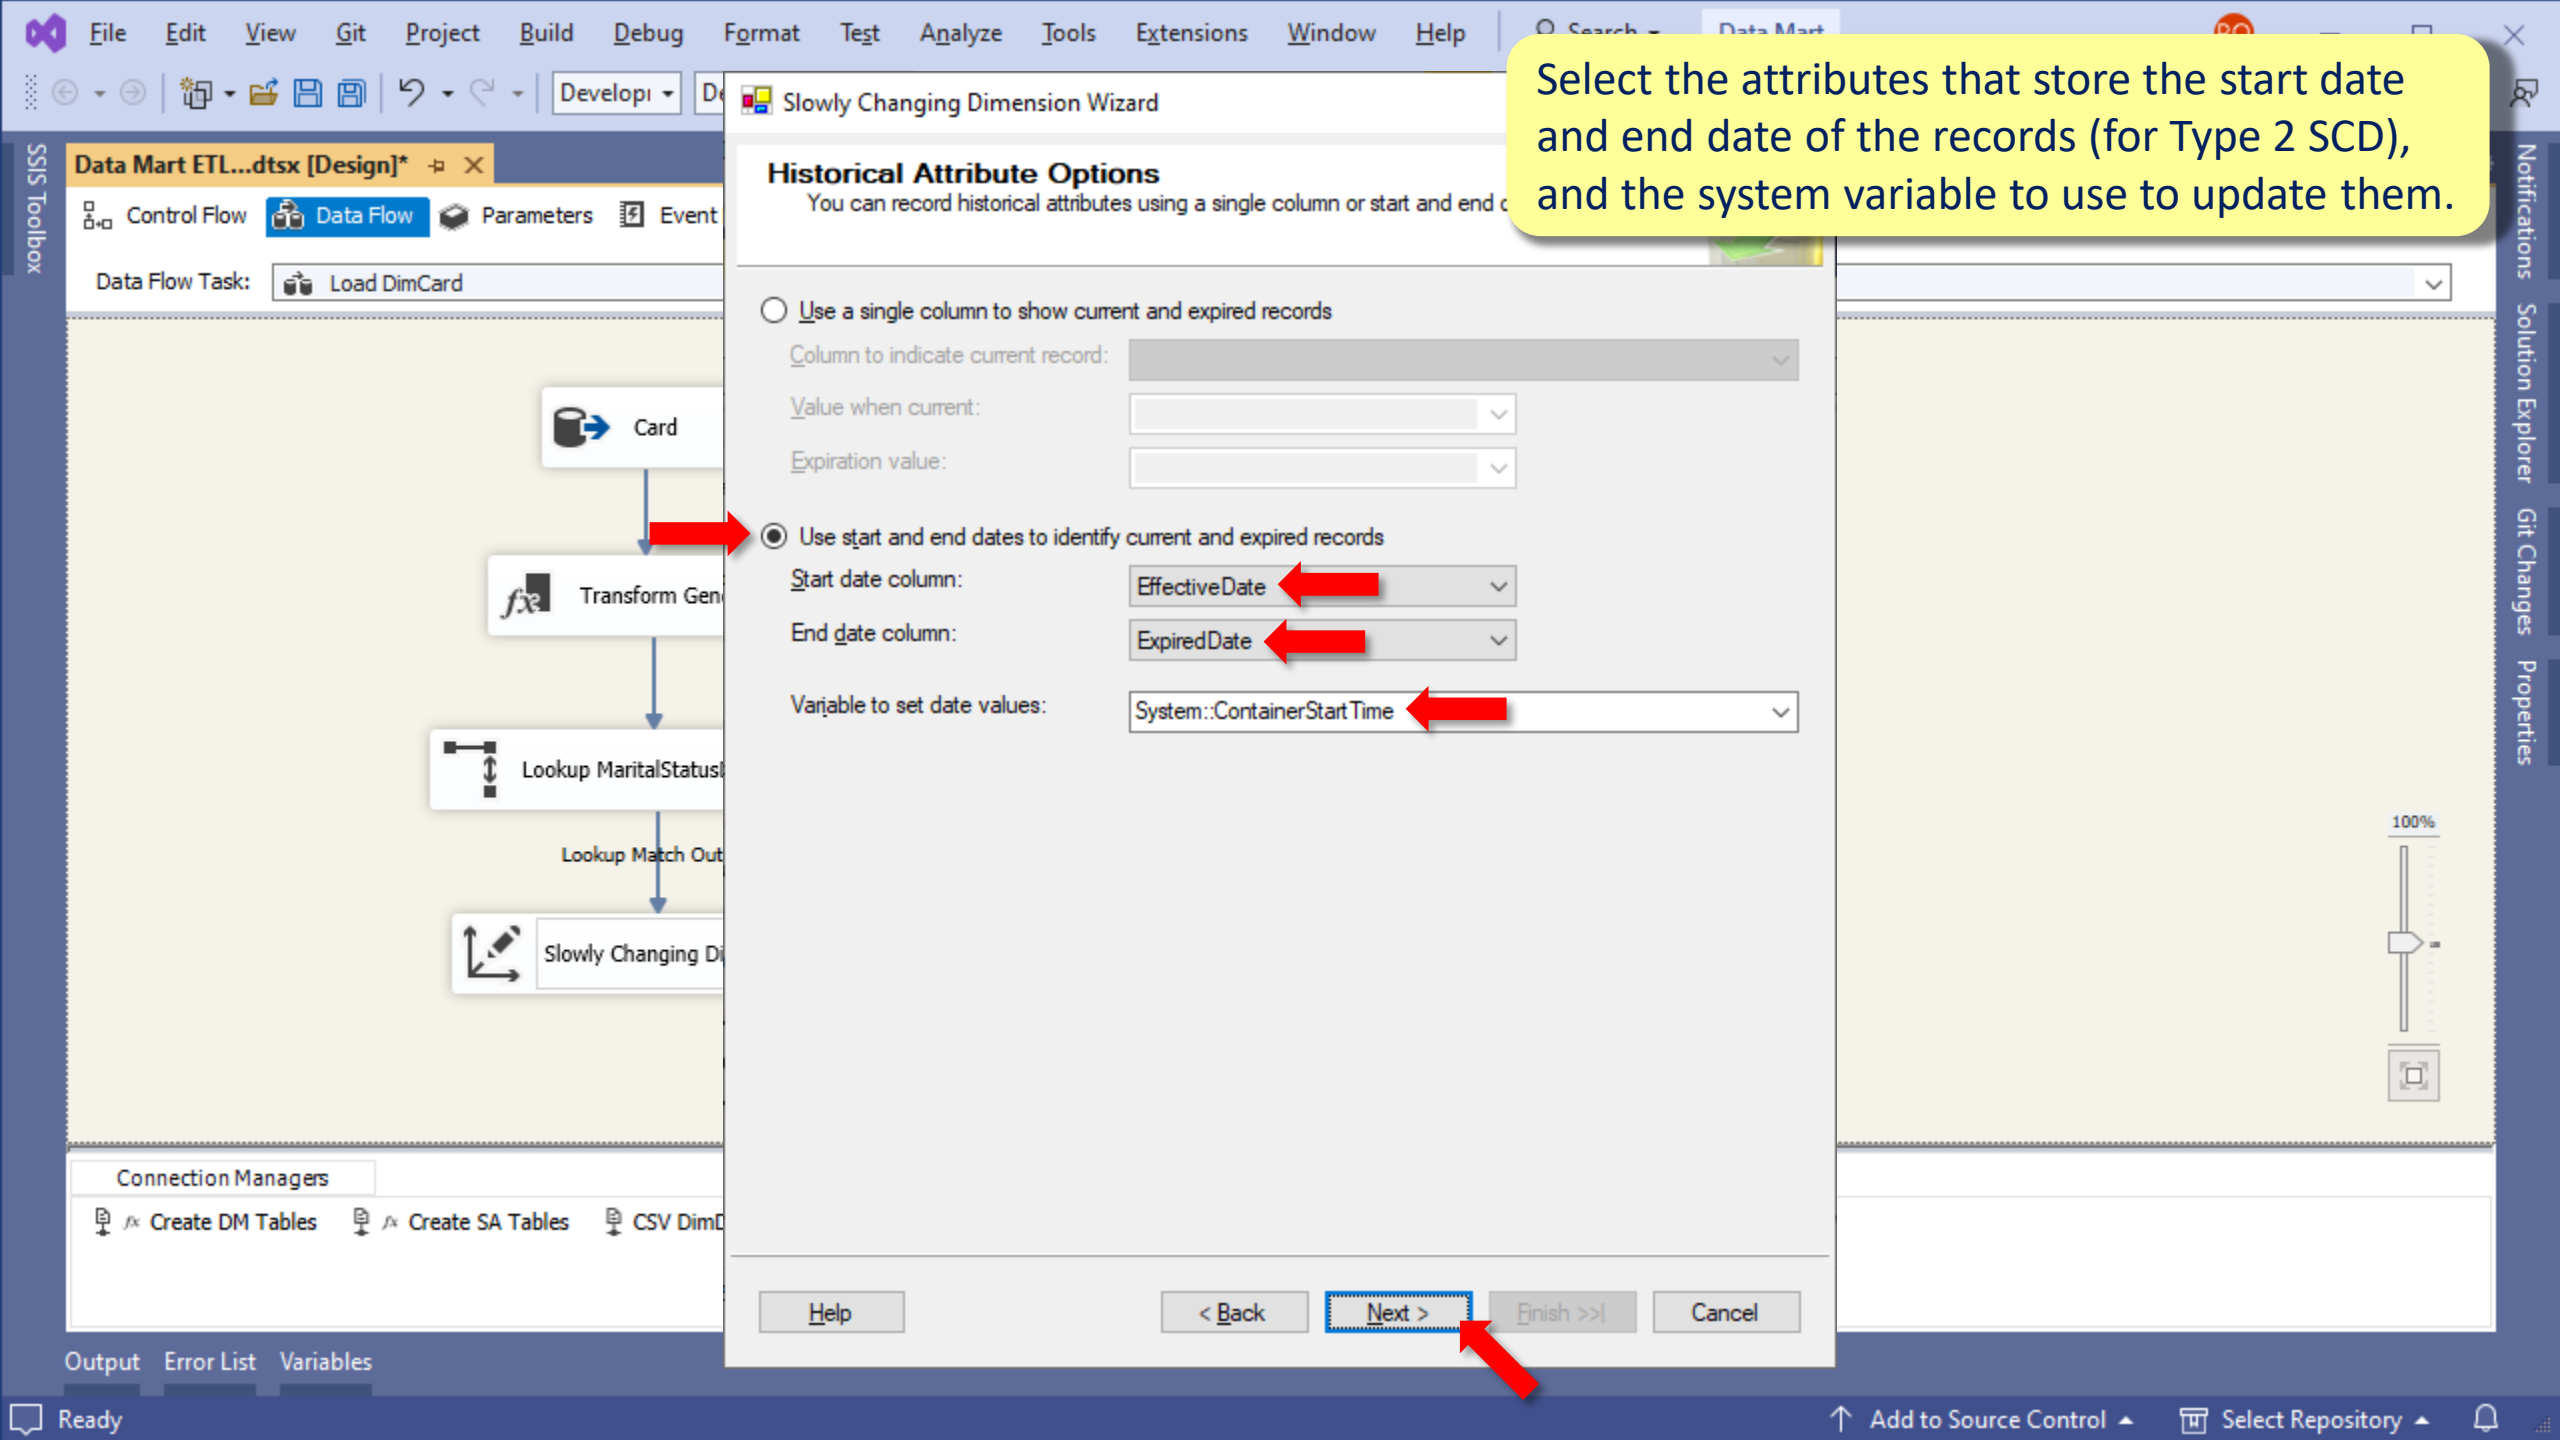 File Edit View Git Project Build Debug Format Test Analyze Tools Extensions Window Help Search Data Mart
Select the attributes that store the start date
and end date of the records (for Type 2 SCD),
and the system variable to use to update them.
SSIS Toolbox
Data Mart ETL...dtsx [Design]*
Control Flow Data Flow Parameters Event
Data Flow Task: Load DimCard
Card
Transform Gen
Lookup MaritalStatus
Lookup Match Out
Slowly Changing Di
Slowly Changing Dimension Wizard
Historical Attribute Options
You can record historical attributes using a single column or start and end
Use a single column to show current and expired records
Column to indicate current record:
Value when current:
Expiration value:
Use start and end dates to identify current and expired records
Start date column: EffectiveDate
End date column: ExpiredDate
Variable to set date values: System::ContainerStartTime
Help < Back Next > Finish >>| Cancel
100%
Notifications
Solution Explorer
Git Changes
Properties
Connection Managers
Create DM Tables Create SA Tables CSV Dim
Output Error List Variables
Ready Add to Source Control Select Repository